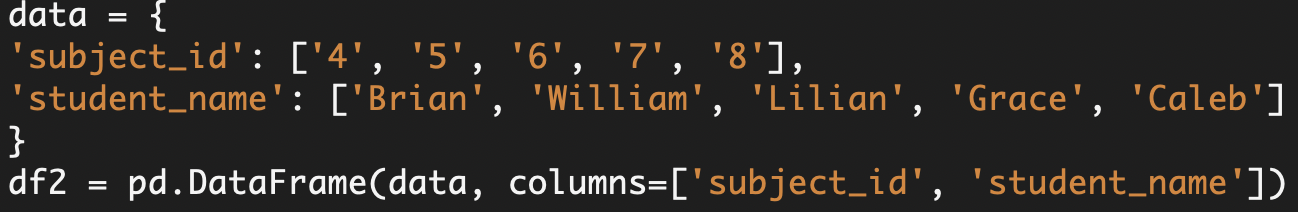 data = {
'subject_id': ['4', '5', '6', '7', '8'],
'student_name': ['Brian', 'William', 'Lilian', 'Grace', 'Caleb']
}
df2 = pd.DataFrame(data, columns=['subject_id', 'student_name'])